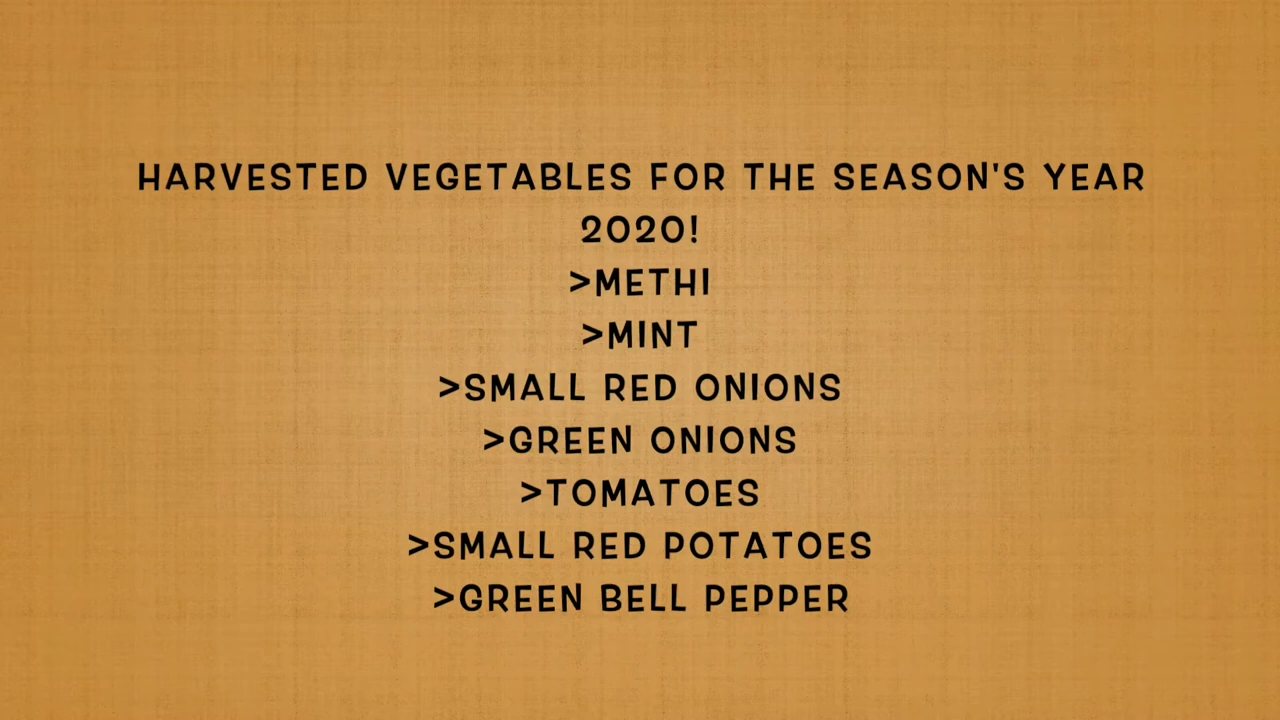 HARVESTED VEGETABLES FOR THE SEASON'S YEAR
2020!
>METHI
>MINT
>SMALL RED ONIONS
>GREEN ONIONS
>TOMATOES
>SMALL RED POTATOES
>GREEN BELL PEPPER